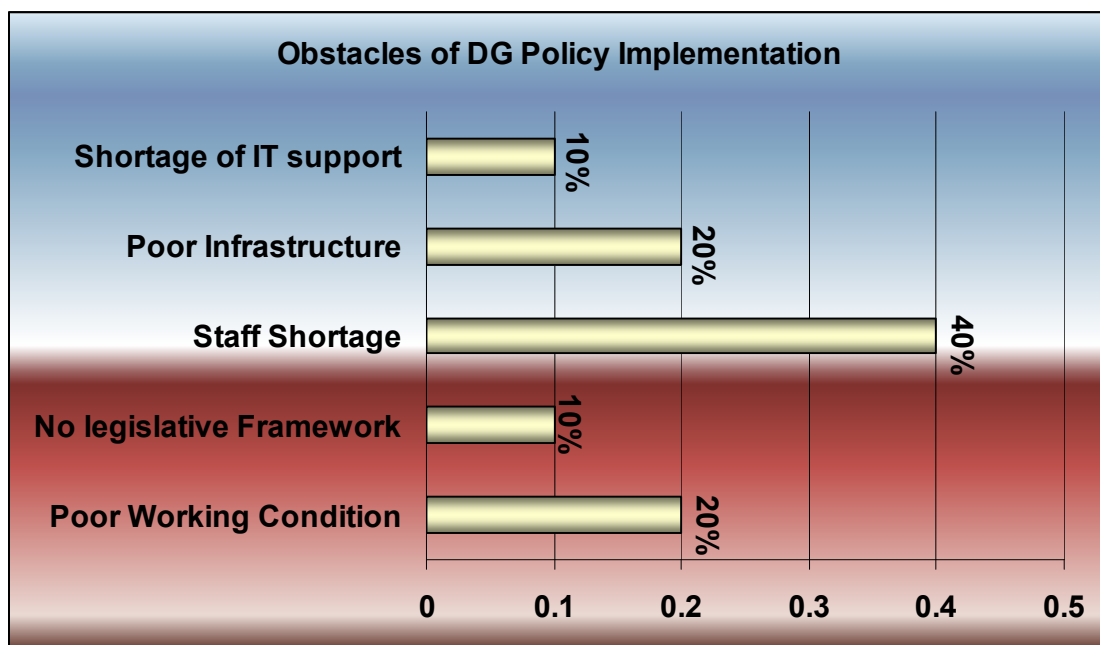 Obstacles of DG Policy Implementation
Shortage of IT support
10%
Poor Infrastructure
20%
Staff Shortage
40%
No legislative Framework
10%
Poor Working Condition
20%
0 0.1 0.2 0.3 0.4 0.5